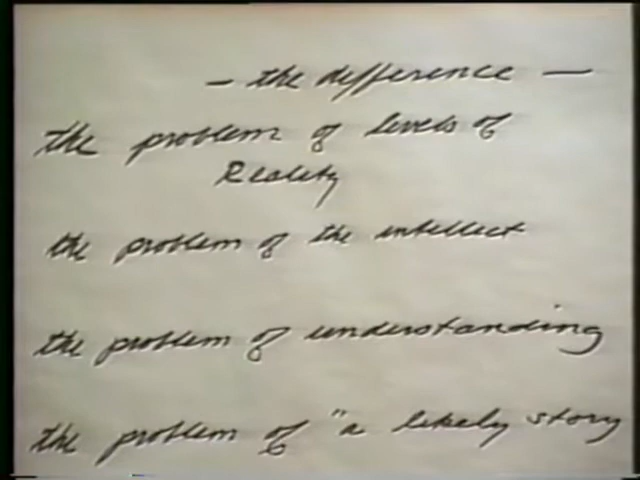 — the difference —
the problem of levels of
Reality
the problem of the intellect
the problem of understanding
the problem of "a likely story